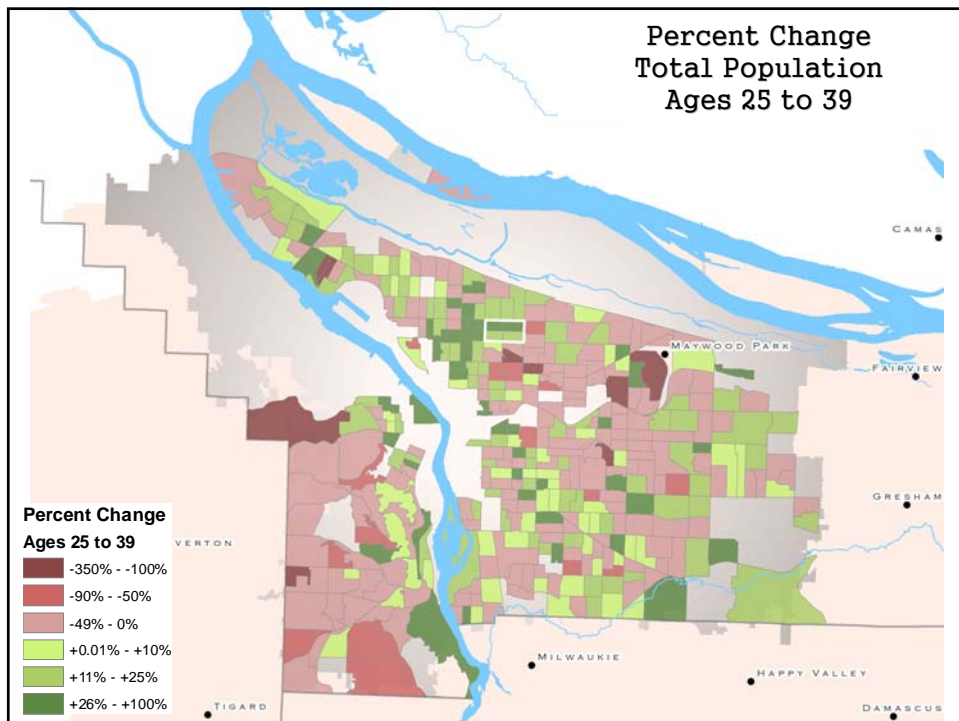 Percent Change
Total Population
Ages 25 to 39
CAMAS
MAYWOOD PARK
FAIRVIEW
GRESHAM
VERTON
MILWAUKIE
HAPPY VALLEY
DAMASCUS
TIGARD
Percent Change
Ages 25 to 39
-350% - -100%
-90% - -50%
-49% - 0%
+0.01% - +10%
+11% - +25%
+26% - +100%